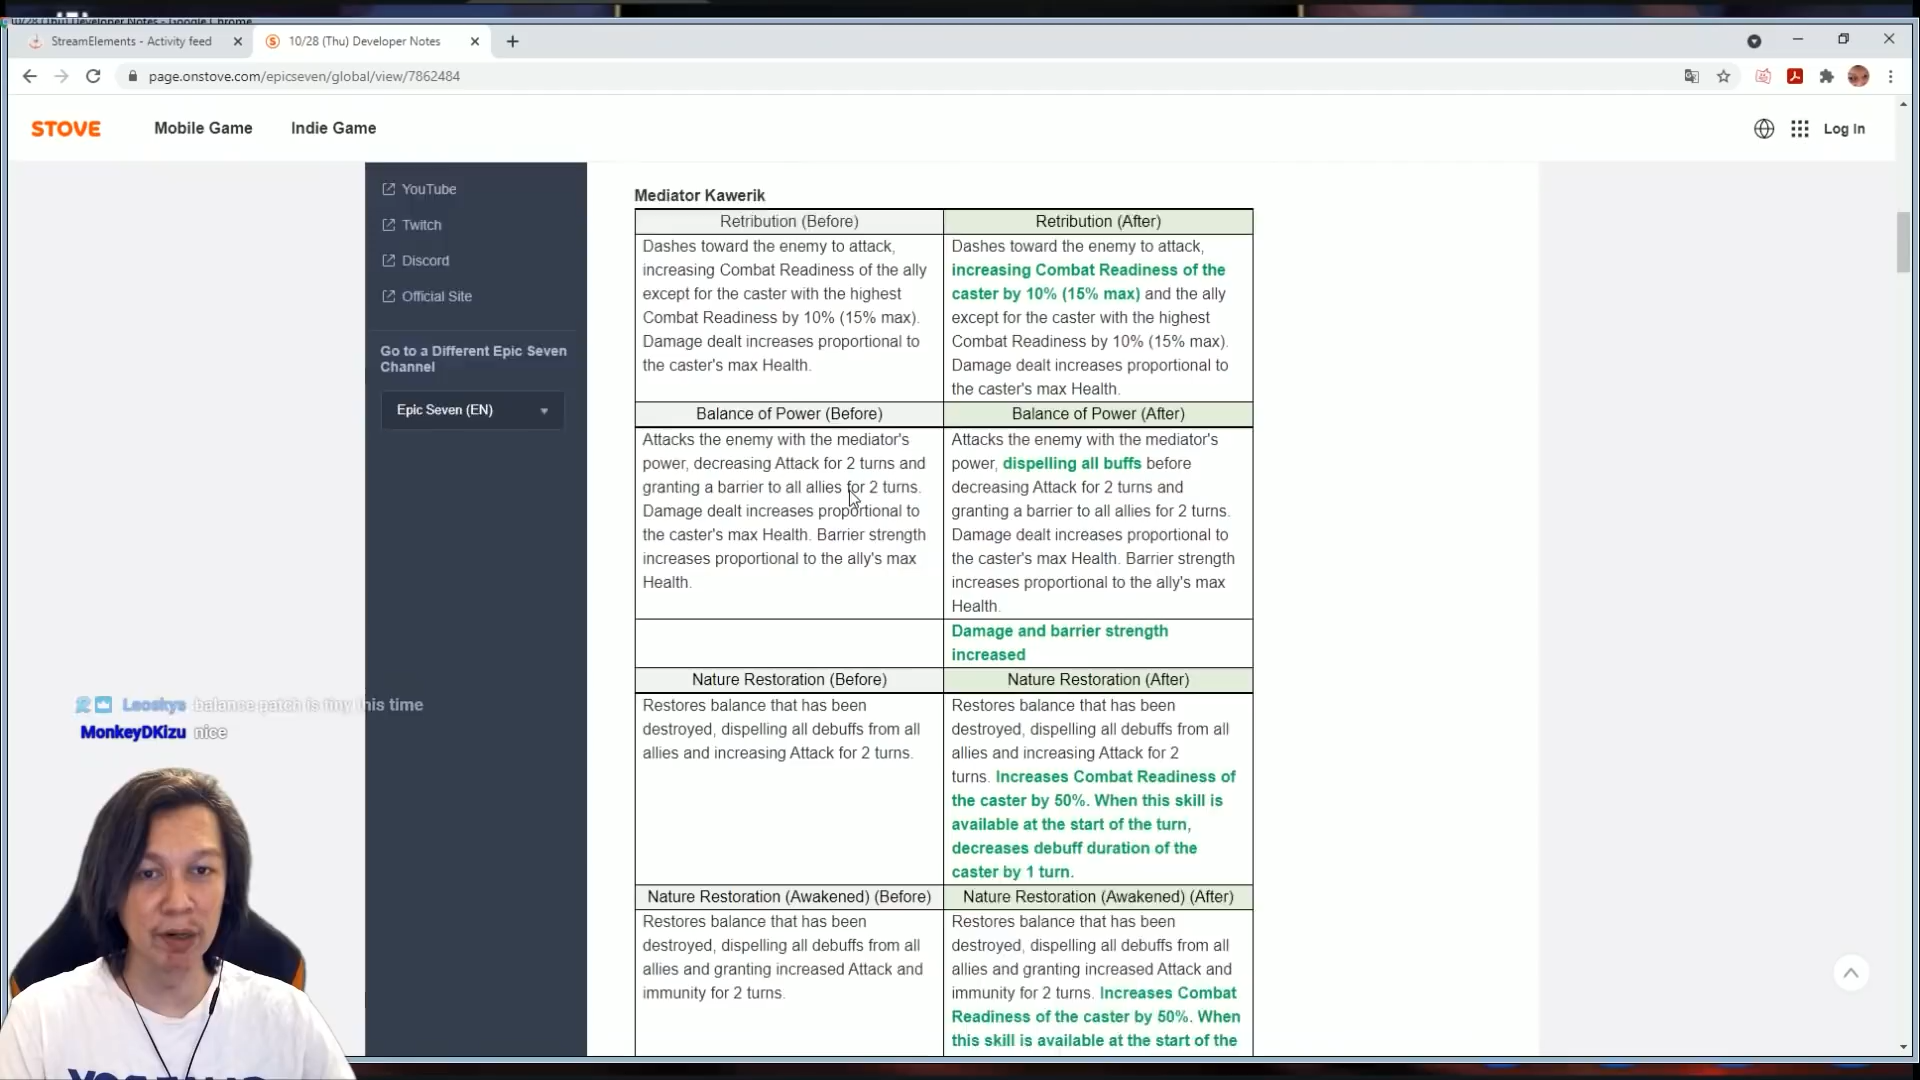 10/28 (Thu) Developer Notes - Google Chrome
StreamElements - Activity feed
10/28 (Thu) Developer Notes
page.onstove.com/epicseven/global/view/7862484
STOVE
Mobile Game
Indie Game
Log In
YouTube
Twitch
Discord
Official Site
Go to a Different Epic Seven
Channel
Epic Seven (EN)
Mediator Kawerik
Retribution (Before)
Dashes toward the enemy to attack,
increasing Combat Readiness of the ally
except for the caster with the highest
Combat Readiness by 10% (15% max).
Damage dealt increases proportional to
the caster's max Health.
Retribution (After)
Dashes toward the enemy to attack,
increasing Combat Readiness of the
caster by 10% (15% max) and the ally
except for the caster with the highest
Combat Readiness by 10% (15% max).
Damage dealt increases proportional to
the caster's max Health.
Balance of Power (Before)
Attacks the enemy with the mediator's
power, decreasing Attack for 2 turns and
granting a barrier to all allies for 2 turns.
Damage dealt increases proportional to
the caster's max Health. Barrier strength
increases proportional to the ally's max
Health.
Balance of Power (After)
Attacks the enemy with the mediator's
power, dispelling all buffs before
decreasing Attack for 2 turns and
granting a barrier to all allies for 2 turns.
Damage dealt increases proportional to
the caster's max Health. Barrier strength
increases proportional to the ally's max
Health.
Damage and barrier strength
increased
Nature Restoration (Before)
Restores balance that has been
destroyed, dispelling all debuffs from all
allies and increasing Attack for 2 turns.
Nature Restoration (After)
Restores balance that has been
destroyed, dispelling all debuffs from all
allies and increasing Attack for 2
turns. Increases Combat Readiness of
the caster by 50%. When this skill is
available at the start of the turn,
decreases debuff duration of the
caster by 1 turn.
Nature Restoration (Awakened) (Before)
Restores balance that has been
destroyed, dispelling all debuffs from all
allies and granting increased Attack and
immunity for 2 turns.
Nature Restoration (Awakened) (After)
Restores balance that has been
destroyed, dispelling all debuffs from all
allies and granting increased Attack and
immunity for 2 turns. Increases Combat
Readiness of the caster by 50%. When
this skill is available at the start of the
Leoskys balance patch is tiny this time
MonkeyDKizu nice